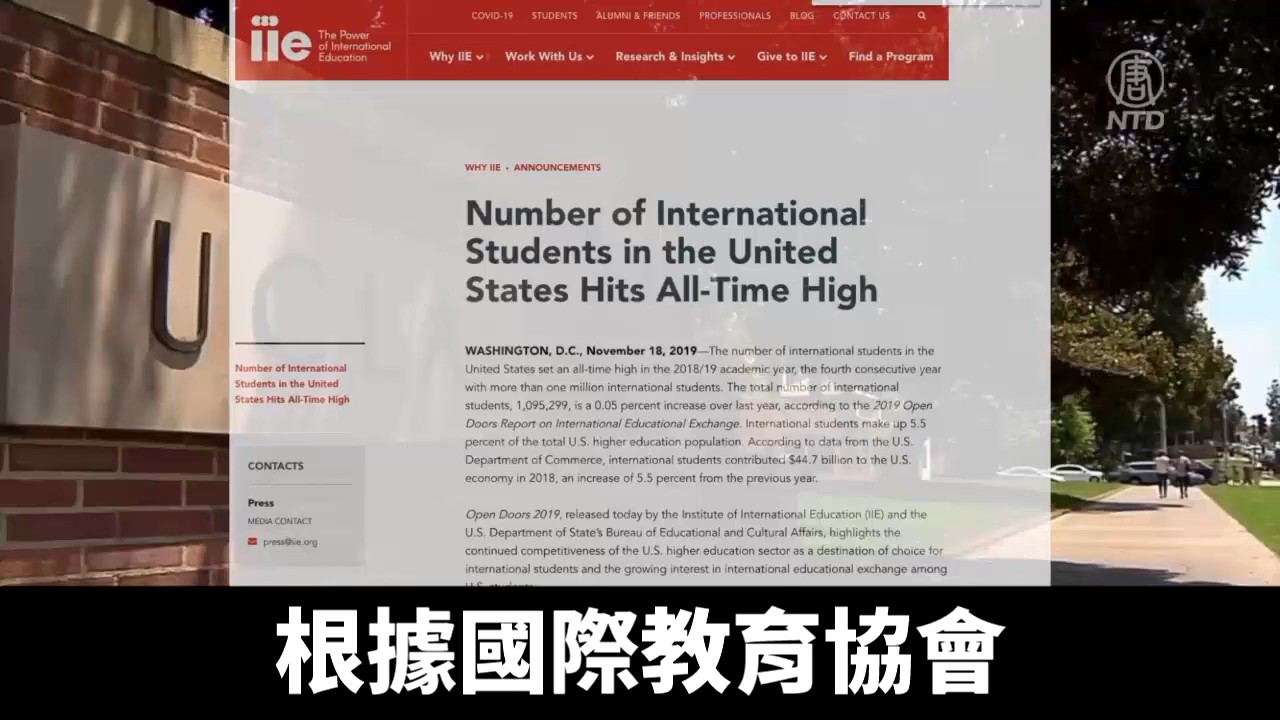 COVID-19 STUDENTS ALUMNI & FRIENDS PROFESSIONALS BLOG CONTACT US
iie
The Power
of International
Education
Why IIE Work With Us Research & Insights Give to IIE Find a Program
唐
NTD
WHY IIE • ANNOUNCEMENTS
Number of International
Students in the United
States Hits All-Time High
U
WASHINGTON, D.C., November 18, 2019—The number of international students in the
United States set an all-time high in the 2018/19 academic year, the fourth consecutive year
with more than one million international students. The total number of international
students, 1,095,299, is a 0.05 percent increase over last year, according to the 2019 Open
Doors Report on International Educational Exchange. International students make up 5.5
percent of the total U.S. higher education population. According to data from the U.S.
Department of Commerce, international students contributed $44.7 billion to the U.S.
economy in 2018, an increase of 5.5 percent from the previous year.
Number of International
Students in the United
States Hits All-Time High
CONTACTS
Press
MEDIA CONTACT
press@iie.org
Open Doors 2019, released today by the Institute of International Education (IIE) and the
U.S. Department of State's Bureau of Educational and Cultural Affairs, highlights the
continued competitiveness of the U.S. higher education sector as a destination of choice for
international students and the growing interest in international educational exchange among
U.S. students
根據國際教育協會